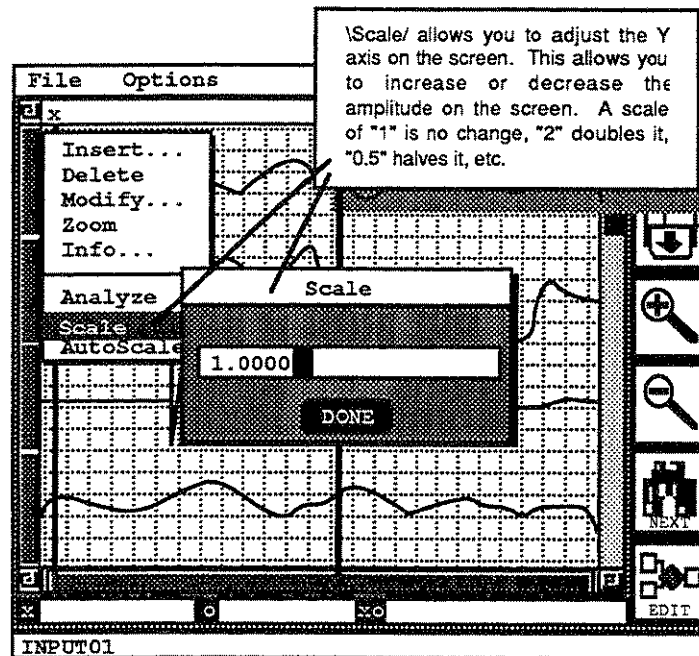 \Scale/ allows you to adjust the Y
axis on the screen. This allows you
to increase or decrease the
amplitude on the screen. A scale
of "1" is no change, "2" doubles it,
"0.5" halves it, etc.
File Options
x
Insert...
Delete
Modify...
Zoom
Info...
Analyze
Scale
AutoScale
Scale
1.0000
DONE
NEXT
EDIT
INPUT01